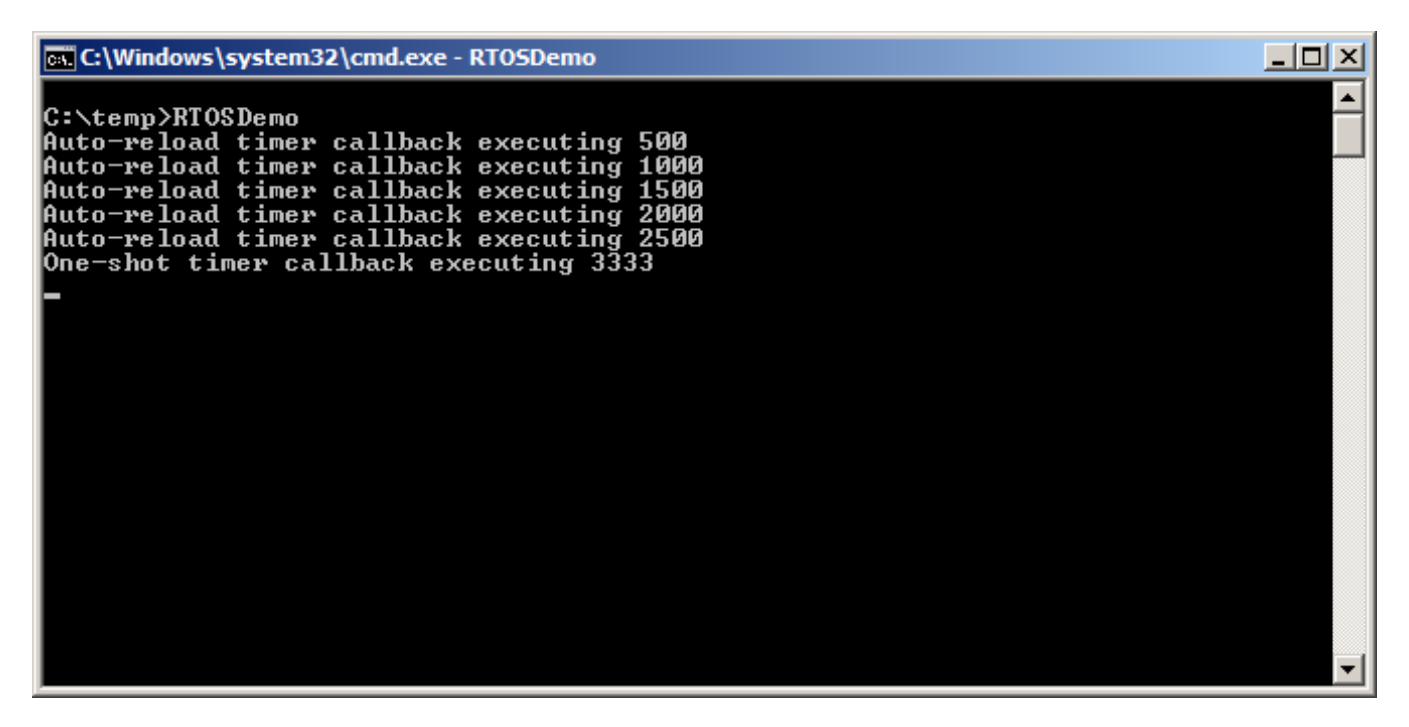 C:\Windows\system32\cmd.exe - RTOSDemo
C:\temp>RTOSDemo
Auto-reload timer callback executing 500
Auto-reload timer callback executing 1000
Auto-reload timer callback executing 1500
Auto-reload timer callback executing 2000
Auto-reload timer callback executing 2500
One-shot timer callback executing 3333